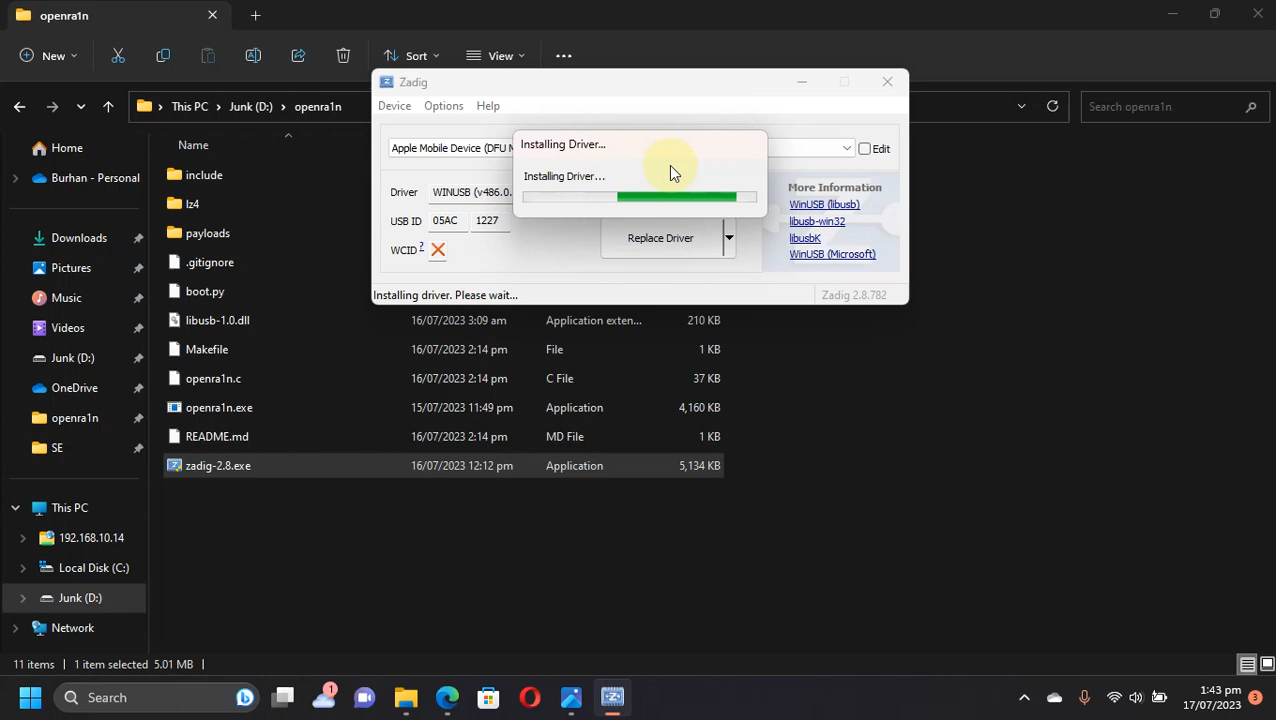 openra1n
New
Sort
View
This PC
Junk (D:)
openra1n
Search openra1n
Zadig
Device Options Help
Apple Mobile Device (DFU M
Edit
Driver WINUSB (v486.0.
USB ID 05AC 1227
WCID ?
Replace Driver
More Information
WinUSB (libusb)
libusb-win32
libusbK
WinUSB (Microsoft)
Installing driver. Please wait...
Zadig 2.8.782
Installing Driver...
Installing Driver...
Home
Burhan - Personal
Downloads
Pictures
Music
Videos
Junk (D:)
OneDrive
openra1n
SE
This PC
192.168.10.14
Local Disk (C:)
Junk (D:)
Network
Name
include
lz4
payloads
.gitignore
boot.py
libusb-1.0.dll 16/07/2023 3:09 am Application exten... 210 KB
Makefile 16/07/2023 2:14 pm File 1 KB
openra1n.c 16/07/2023 2:14 pm C File 37 KB
openra1n.exe 15/07/2023 11:49 pm Application 4,160 KB
README.md 16/07/2023 2:14 pm MD File 1 KB
zadig-2.8.exe 16/07/2023 12:12 pm Application 5,134 KB
11 items 1 item selected 5.01 MB
Search
1
1:43 pm
17/07/2023
3